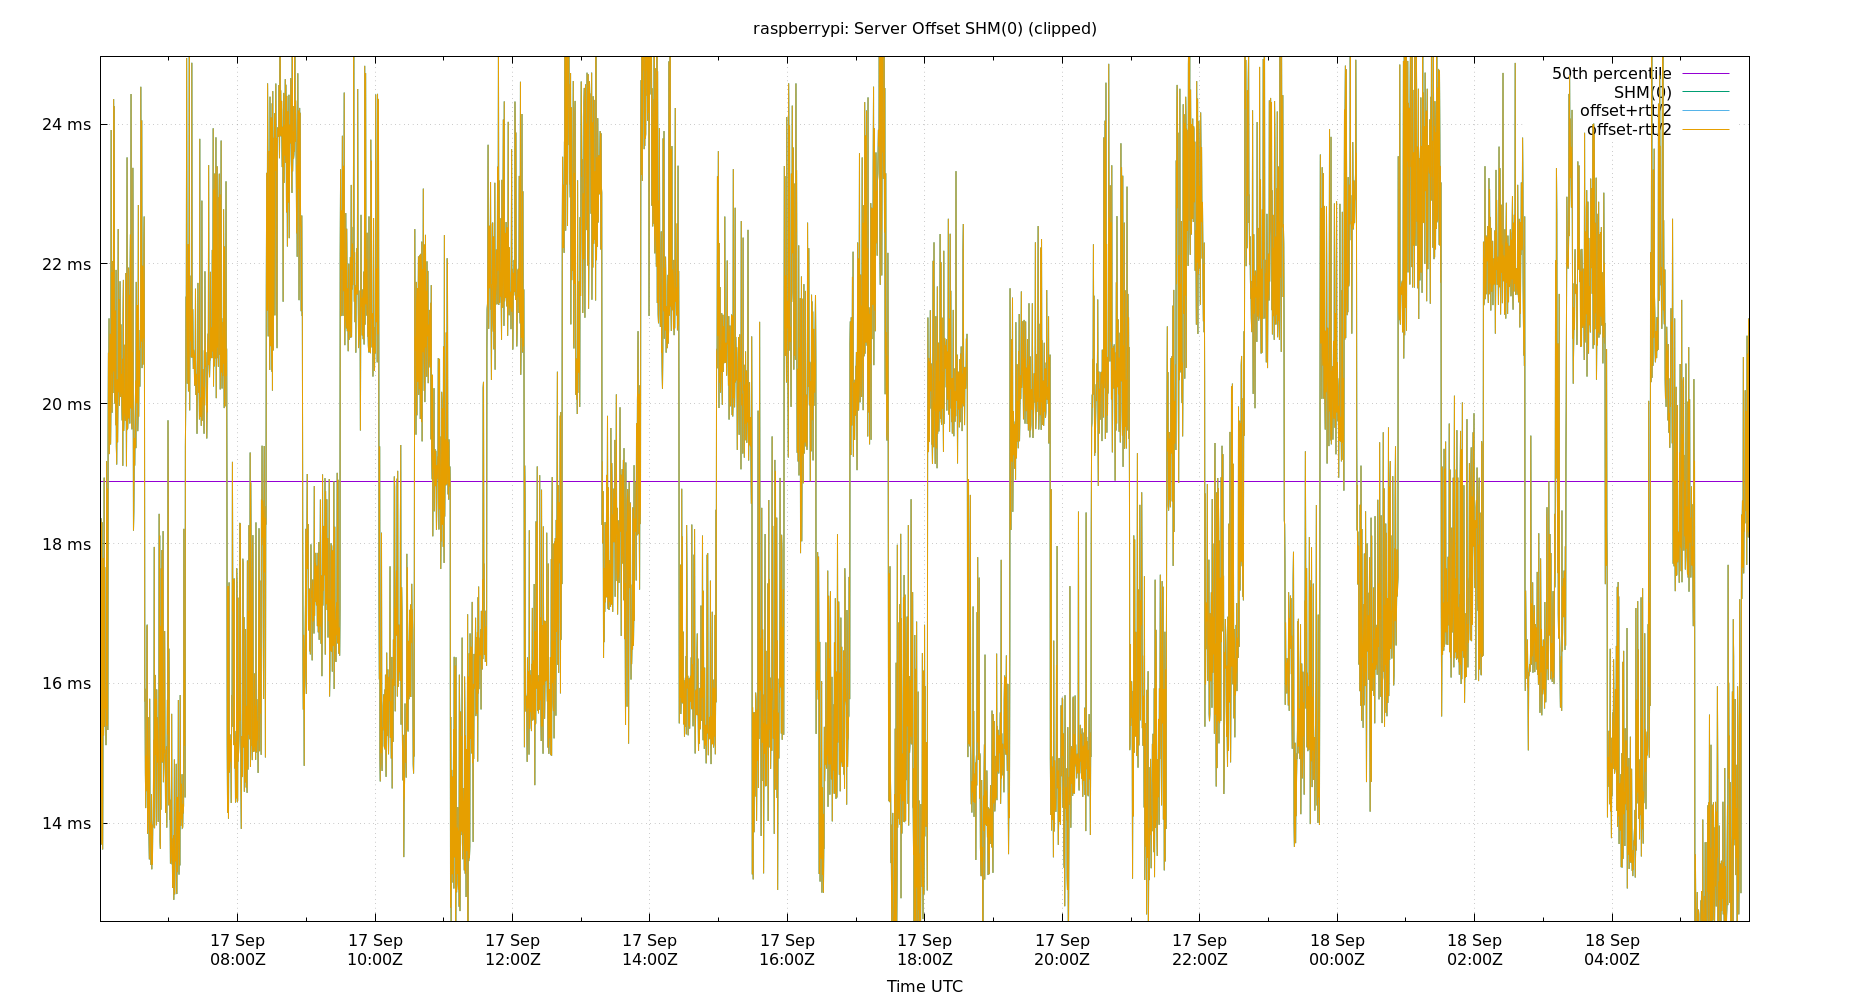 raspberrypi: Server Offset SHM(0) (clipped)
50th percentile
SHM(0)
offset+rtt/2
offset-rtt/2
24 ms
22 ms
20 ms
18 ms
16 ms
14 ms
17 Sep 17 Sep 17 Sep 17 Sep 17 Sep 17 Sep 17 Sep 17 Sep 18 Sep 18 Sep 18 Sep
08:00Z 10:00Z 12:00Z 14:00Z 16:00Z 18:00Z 20:00Z 22:00Z 00:00Z 02:00Z 04:00Z
Time UTC